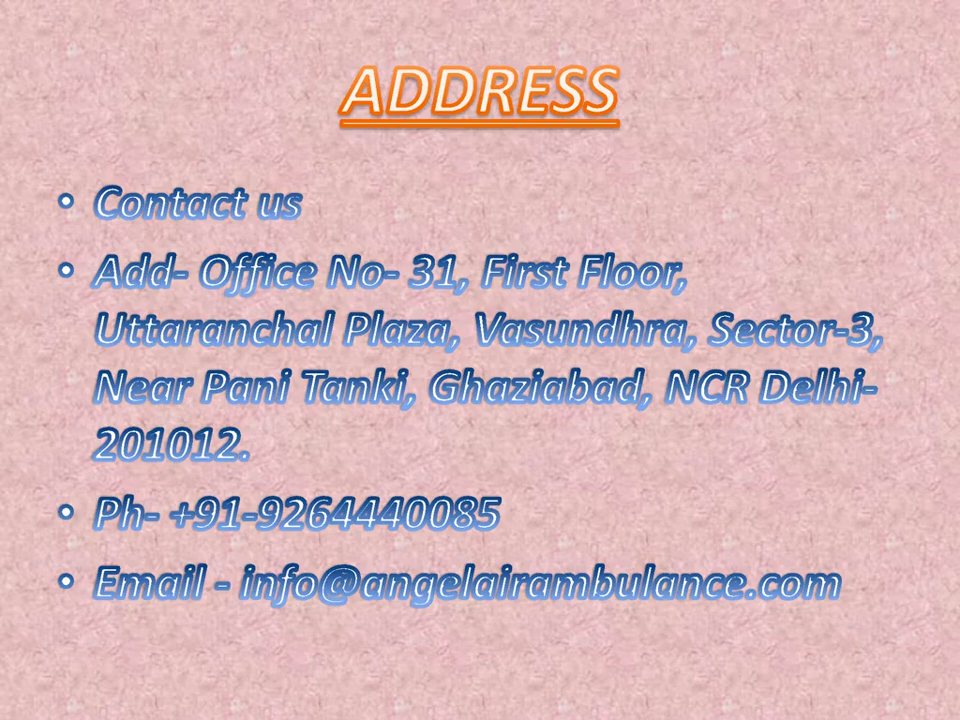 ADDRESS
• Contact us
• Add- Office No- 31, First Floor,
Uttaranchal Plaza, Vasundhra, Sector-3,
Near Pani Tanki, Ghaziabad, NCR Delhi-
201012.
• Ph- +91-9264440085
• Email - info@angelairambulance.com